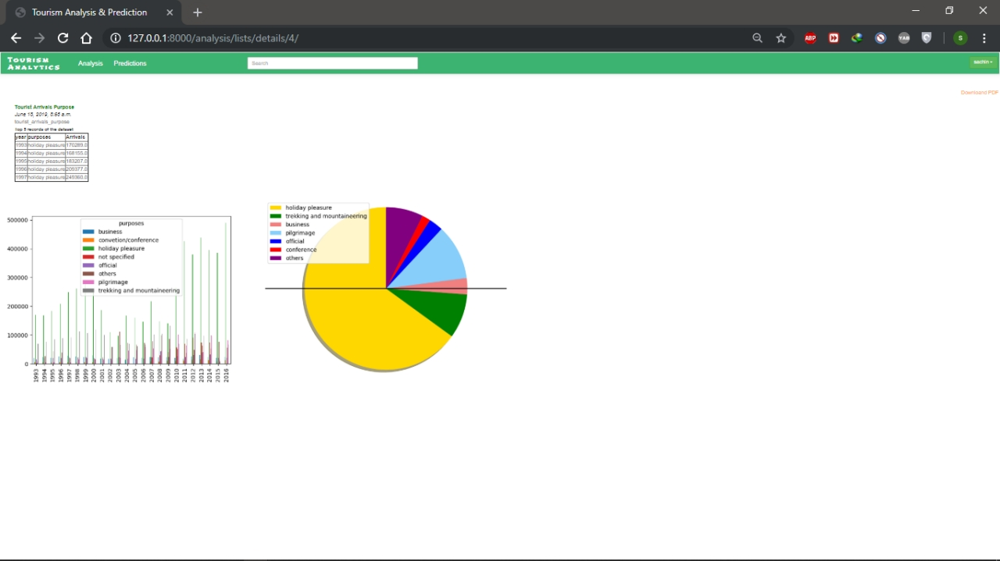 Tourism Analysis & Prediction
127.0.0.1:8000/analysis/lists/details/4/
ABP
YAB
S
TOURISM
ANALYTICS
Analysis
Predictions
Search
sachin
Download PDF
Tourist Arrivals Purpose
tourist_arrivals_purpose
Top 5 records of the dataset
year purposes Arrivals
1993 holiday pleasure 170289.0
1994 holiday pleasure 168155.0
1995 holiday pleasure 183207.0
1996 holiday pleasure 209377.0
1997 holiday pleasure 249360.0
500000
400000
300000
200000
100000
0
purposes
business
convetion/conference
holiday pleasure
not specified
official
others
pilgrimage
trekking and mountaineering
1993 1994 1995 1996 1997 1998 1999 2000 2001 2002 2003 2004 2005 2006 2007 2008 2009 2010 2011 2012 2013 2014 2015 2016
holiday pleasure
trekking and mountaineering
business
pilgrimage
official
conference
others